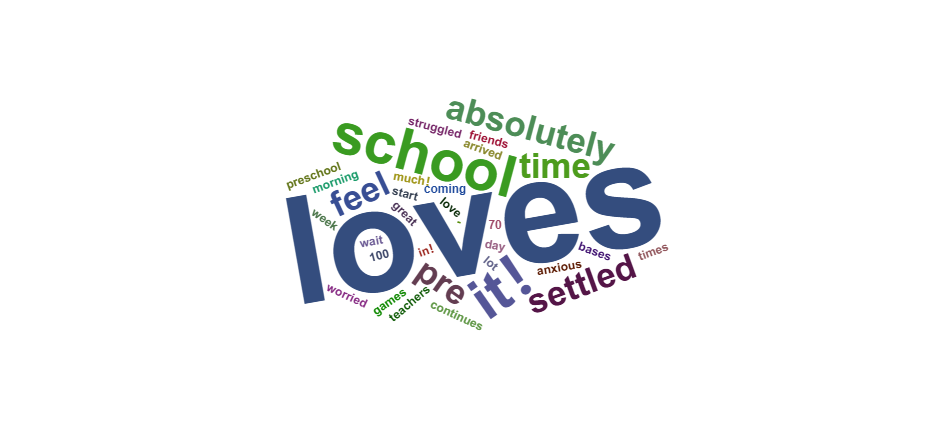 absolutely
struggled
friends
school
arrived
time
preschool
morning
feel
much!
start
coming
loves
week
great
love
-
70
wait
100
in!
day
lot
bases
times
anxious
pre
it!
settled
worried
games
teachers
continues